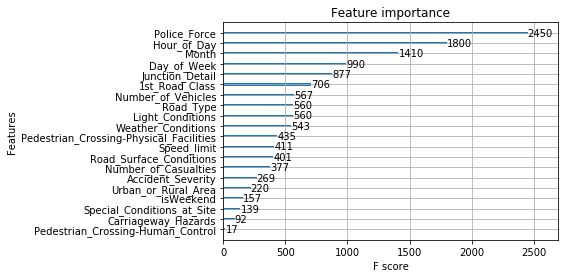 Feature importance
Features
Police_Force 2450
Hour_of_Day 1800
Month 1410
Day_of_Week 990
Junction_Detail 877
1st_Road_Class 706
Number_of_Vehicles 567
Road_Type 560
Light_Conditions 560
Weather_Conditions 543
Pedestrian_Crossing-Physical_Facilities 435
Speed_limit 411
Road_Surface_Conditions 401
Number_of_Casualties 377
Accident_Severity 269
Urban_or_Rural_Area 220
isWeekend 157
Special_Conditions_at_Site 139
Carriageway_Hazards 92
Pedestrian_Crossing-Human_Control 17
0 500 1000 1500 2000 2500
F score